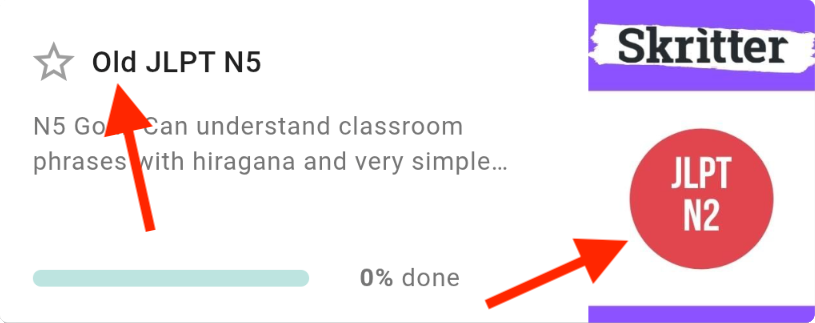 Old JLPT N5
N5 Go Can understand classroom
phrases with hiragana and very simple…
0% done
Skritter
JLPT
N2